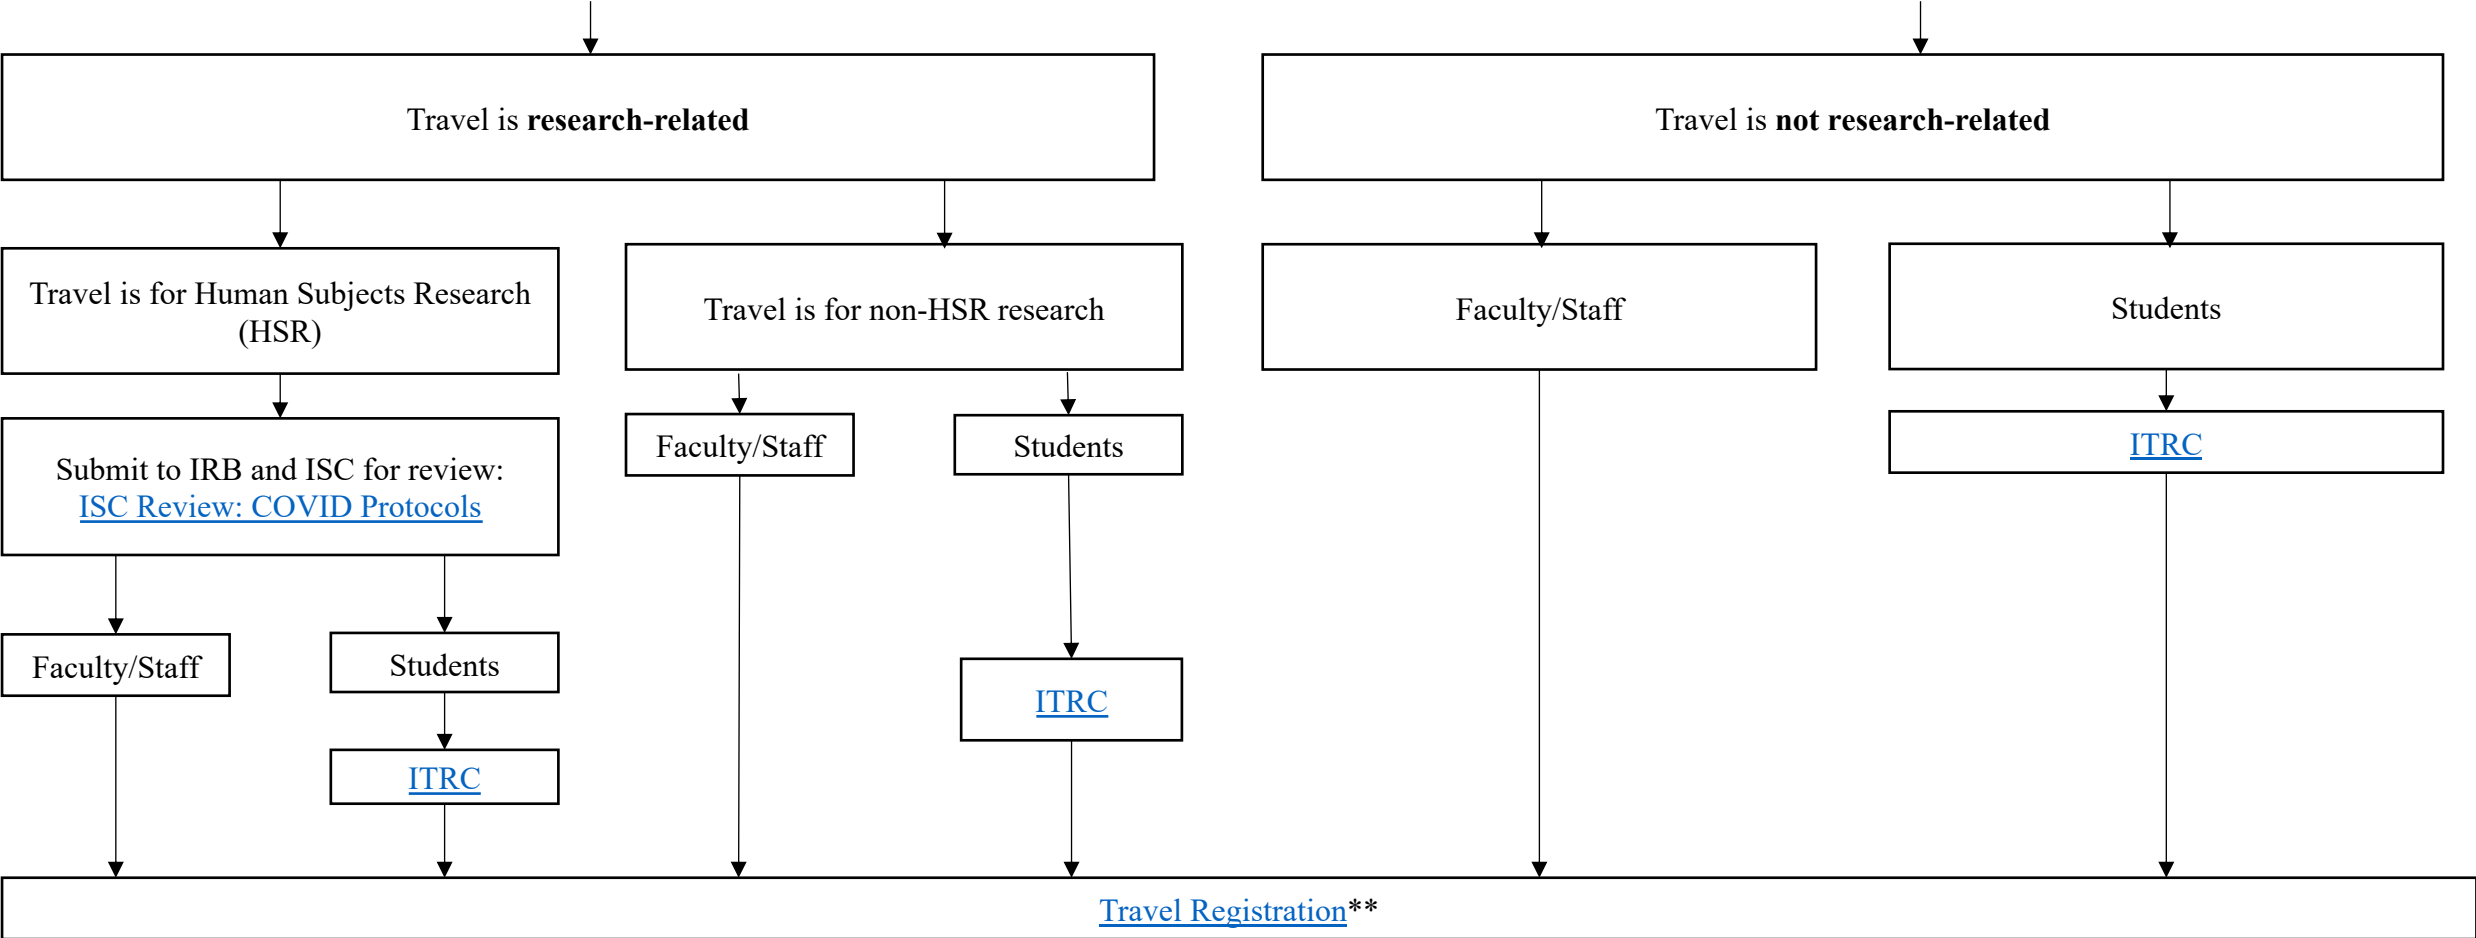 Travel is research-related
Travel is not research-related
Travel is for Human Subjects Research
(HSR)
Travel is for non-HSR research
Faculty/Staff
Students
Submit to IRB and ISC for review:
ISC Review: COVID Protocols
Faculty/Staff
Students
ITRC
Faculty/Staff
Students
ITRC
ITRC
Travel Registration**